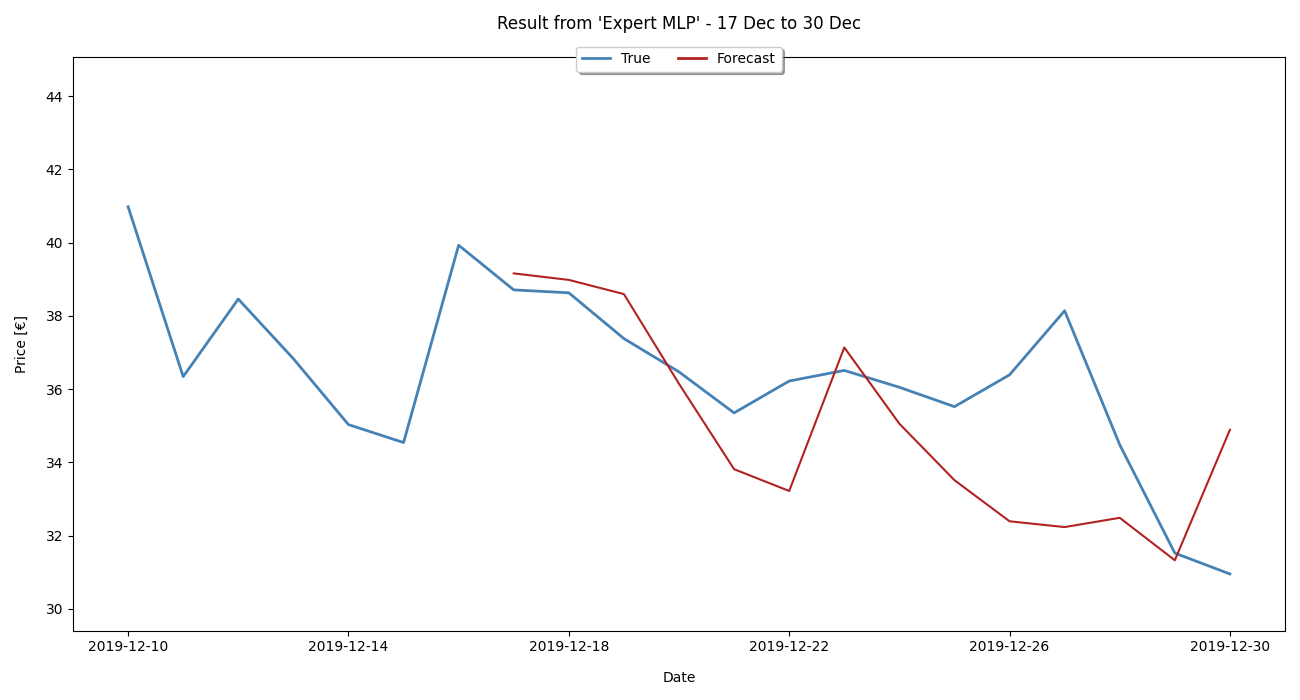 Result from 'Expert MLP' - 17 Dec to 30 Dec
True Forecast
44
42
40
38
36
34
32
30
Price [€]
2019-12-10 2019-12-14 2019-12-18 2019-12-22 2019-12-26 2019-12-30
Date